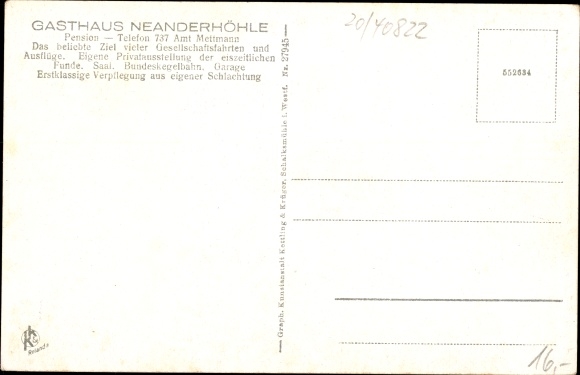 GASTHAUS NEANDERHÖHLE
Pension — Telefon 737 Amt Mettmann
Das beliebte Ziel vieler Gesellschaftsfahrten und
Ausflüge. Eigene Privatausstellung der eiszeitlichen
Funde. Saal. Bundeskegelbahn. Garage
Erstklassige Verpflegung aus eigener Schlachtung
20/40822
552634
— Graph. Kunstanstalt Kettling & Krüger, Schalksmühle i. Westf. Nr. 27945 —
16,-